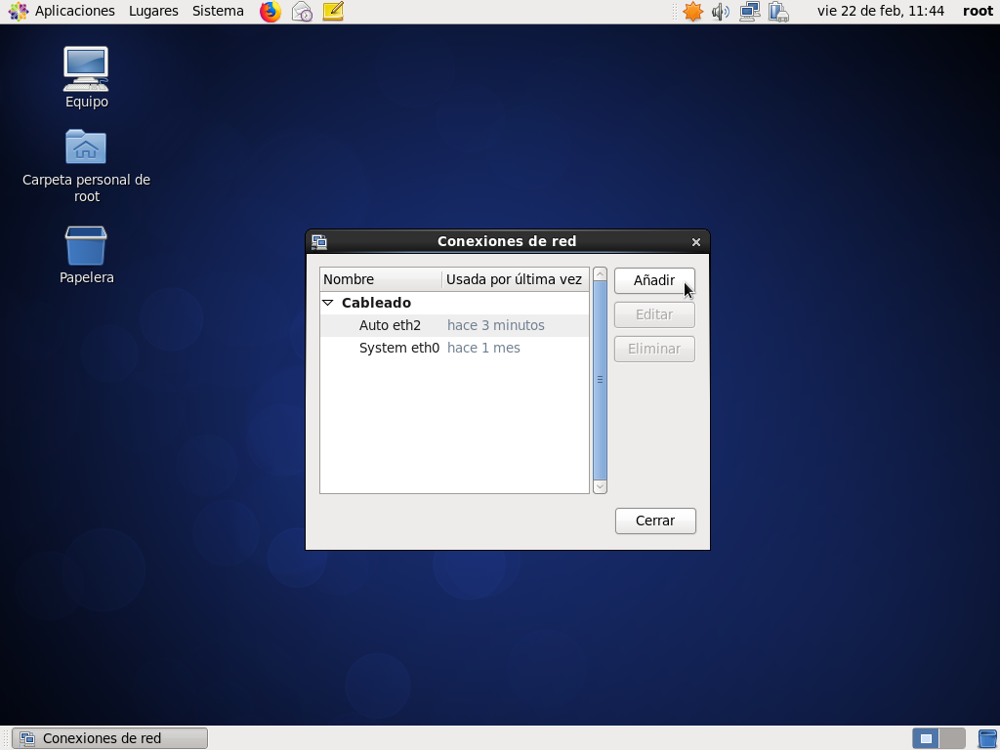 Aplicaciones Lugares Sistema vie 22 de feb, 11:44 root
Equipo
Carpeta personal de
root
Papelera
Conexiones de red
Nombre Usada por última vez
Cableado
Auto eth2 hace 3 minutos
System eth0 hace 1 mes
Añadir
Editar
Eliminar
Cerrar
Conexiones de red